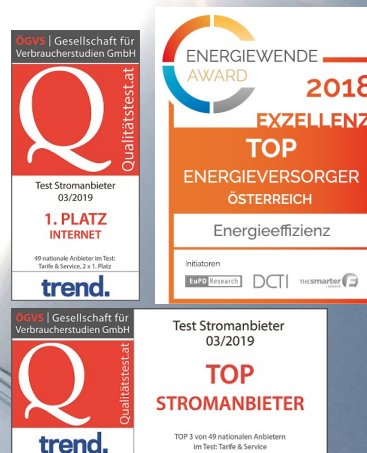 ÖGVS | Gesellschaft für
Verbraucherstudien GmbH
Q
Qualitätstest.at
Test Stromanbieter
03/2019
1. PLATZ
INTERNET
49 nationale Anbieter im Test:
Tarife & Service, 2 x 1. Platz
trend.
ENERGIEWENDE
AWARD
2018
EXZELLENZ
TOP
ENERGIEVERSORGER
ÖSTERREICH
Energieeffizienz
Initiatoren
EuPD Research DCTI THE smarter E
ÖGVS | Gesellschaft für
Verbraucherstudien GmbH
Q
Qualitätstest.at
trend.
Test Stromanbieter
03/2019
TOP
STROMANBIETER
TOP 3 von 49 nationalen Anbietern
im Test: Tarife & Service